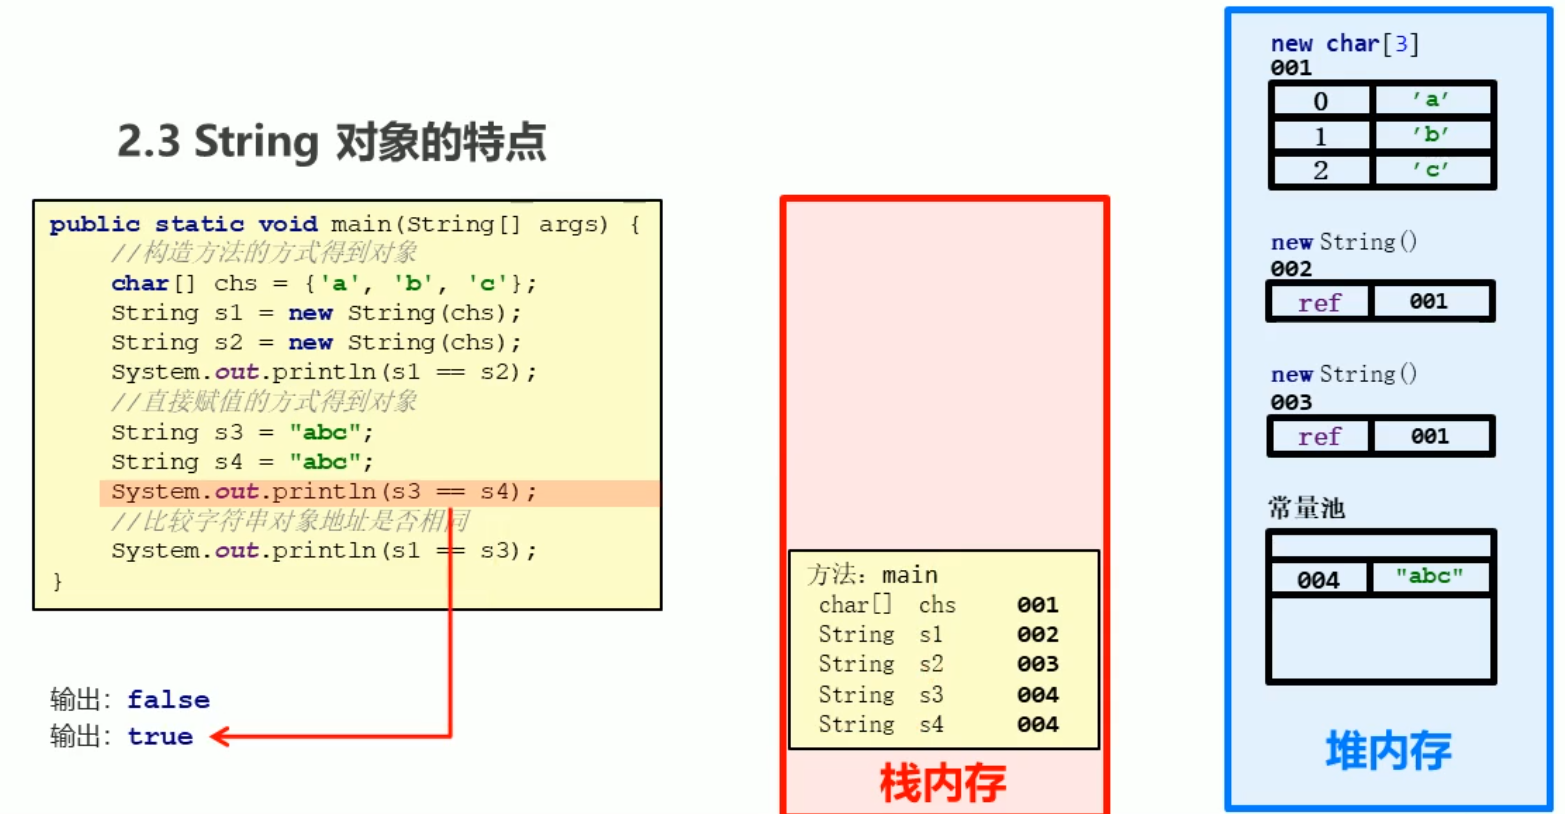 2.3 String 对象的特点
public static void main(String[] args) {
//构造方法的方式得到对象
char[] chs = {'a', 'b', 'c'};
String s1 = new String(chs);
String s2 = new String(chs);
System.out.println(s1 == s2);
//直接赋值的方式得到对象
String s3 = "abc";
String s4 = "abc";
System.out.println(s3 == s4);
//比较字符串对象地址是否相同
System.out.println(s1 == s3);
}
输出：false
输出：true
方法：main
char[] chs 001
String s1 002
String s2 003
String s3 004
String s4 004
栈内存
new char[3]
001
0 'a'
1 'b'
2 'c'
new String()
002
ref 001
new String()
003
ref 001
常量池
004 "abc"
堆内存